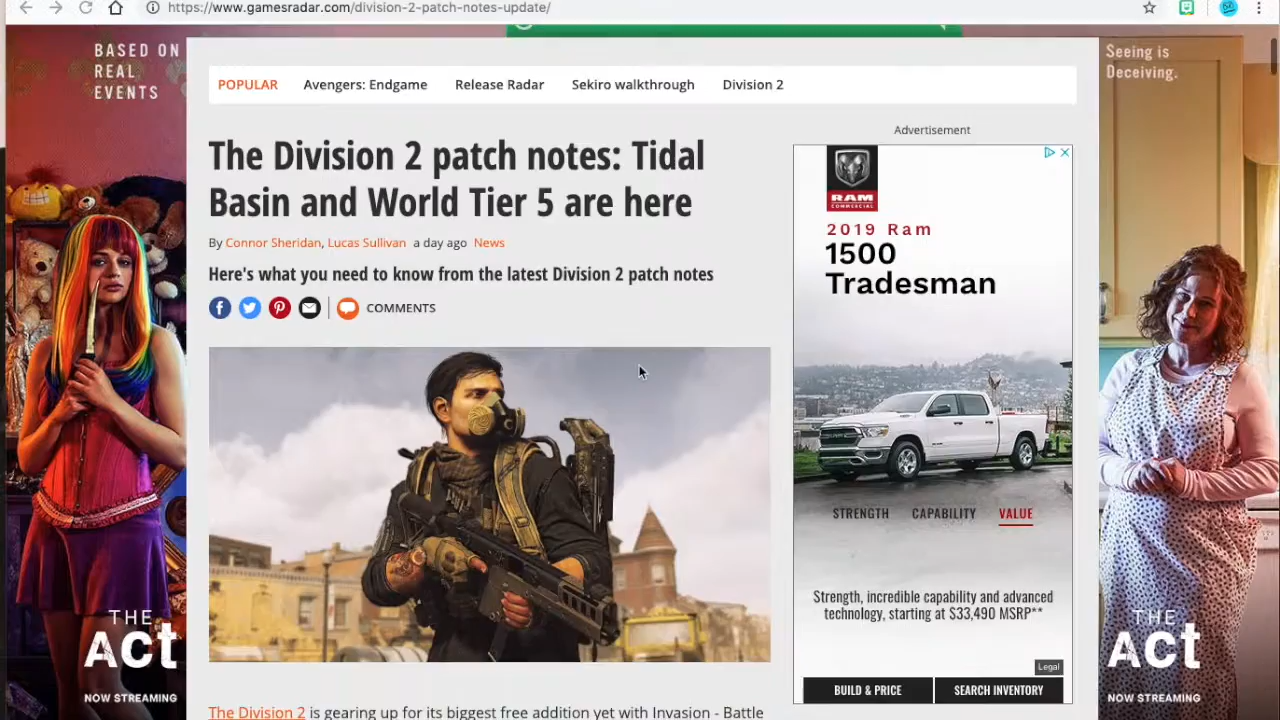 https://www.gamesradar.com/division-2-patch-notes-update/
BASED ON
REAL
EVENTS
Seeing is
Deceiving.
POPULAR Avengers: Endgame Release Radar Sekiro walkthrough Division 2
The Division 2 patch notes: Tidal
Basin and World Tier 5 are here
By Connor Sheridan, Lucas Sullivan a day ago News
Here's what you need to know from the latest Division 2 patch notes
COMMENTS
Advertisement
RAM
COMMERCIAL
2019 Ram
1500
Tradesman
STRENGTH CAPABILITY VALUE
Strength, incredible capability and advanced
technology, starting at $33,490 MSRP**
Legal
BUILD & PRICE SEARCH INVENTORY
THE
Act
NOW STREAMING
THE
Act
NOW STREAMING
The Division 2 is gearing up for its biggest free addition yet with Invasion - Battle